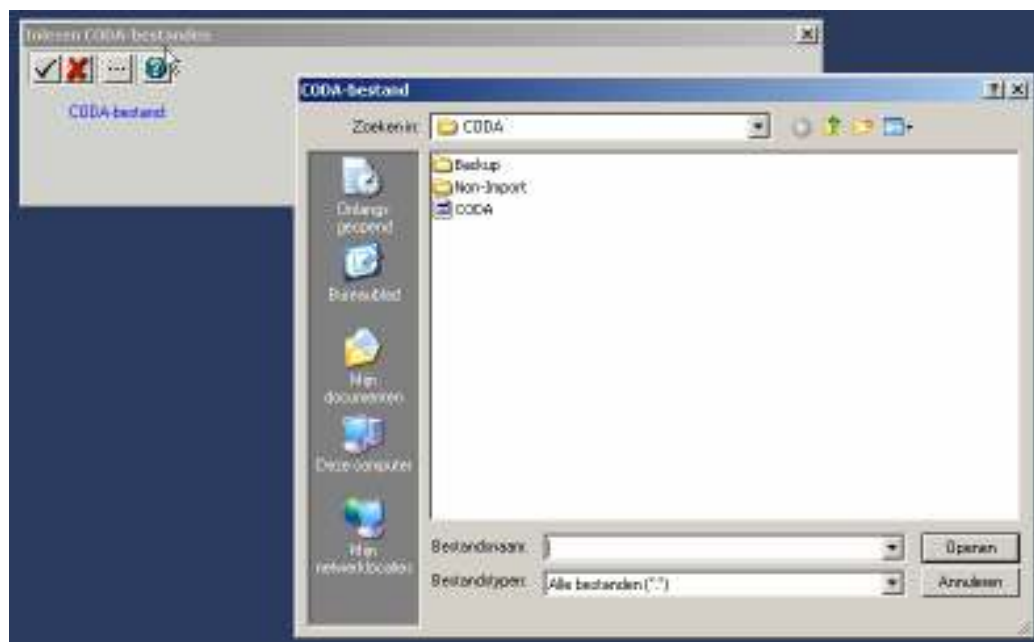 Inlezen CODA-bestanden
CODA-bestand
CODA-bestand
Zoeken in:
CODA
Backup
Non-Import
CODA
Onlangs
geopend
Bureaublad
Mijn
documenten
Deze computer
Mijn
netwerklocaties
Bestandsnaam:
Openen
Bestandstypen:
Alle bestanden (*.*)
Annuleren